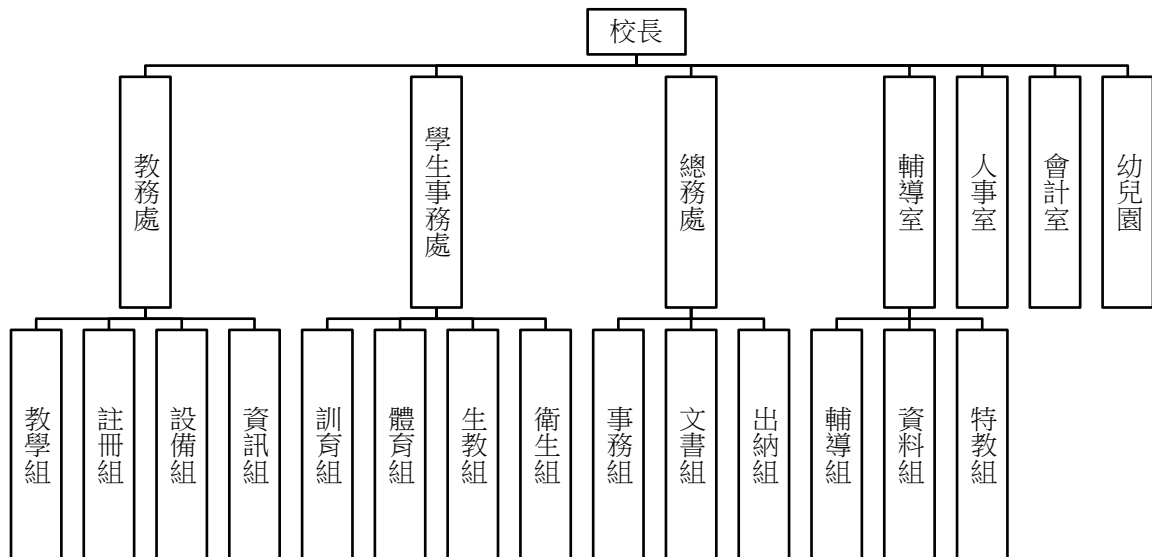 校長
教務處
學生事務處
總務處
輔導室
人事室
會計室
幼兒園
教學組
註冊組
設備組
資訊組
訓育組
體育組
生教組
衛生組
事務組
文書組
出納組
輔導組
資料組
特教組